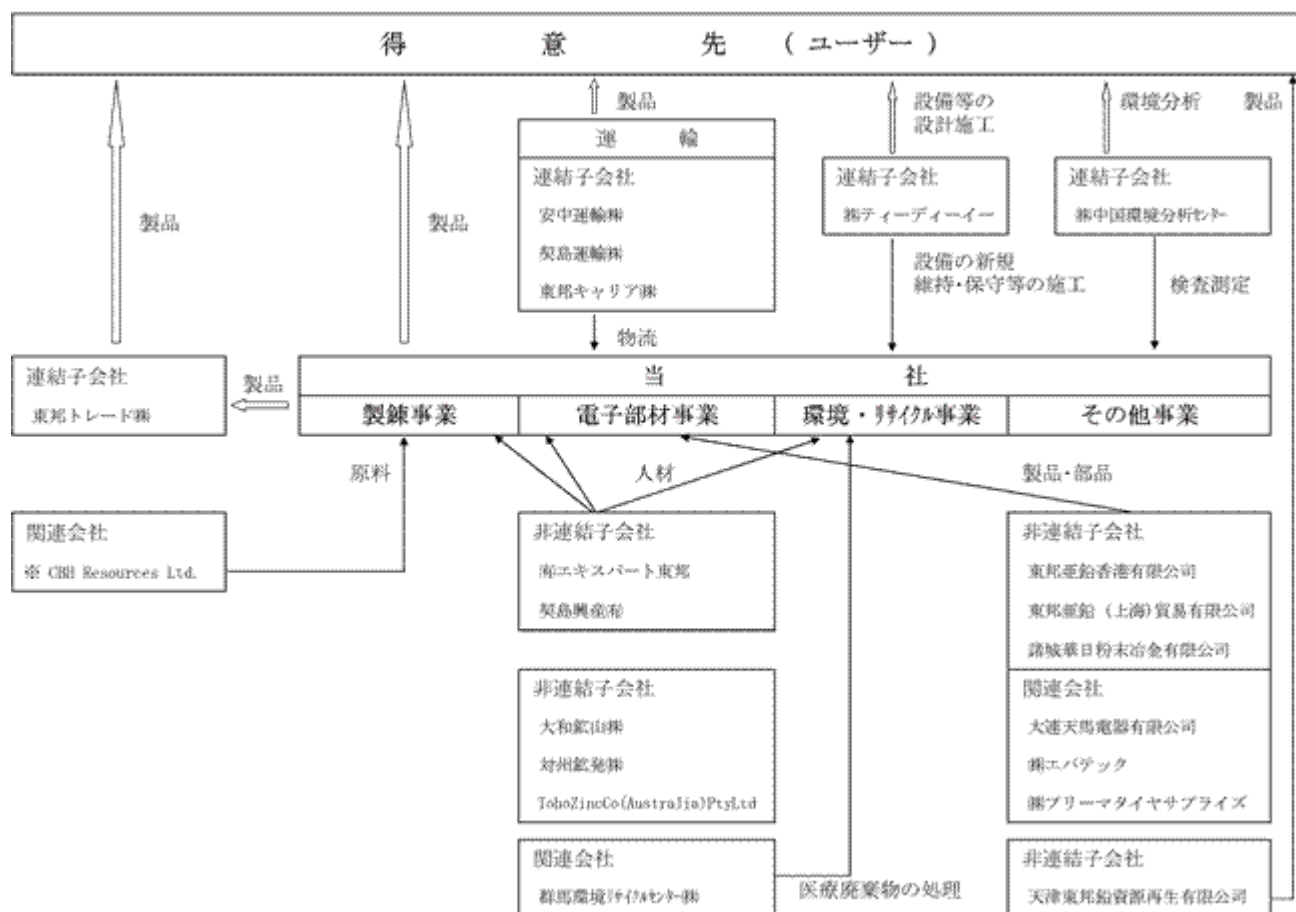 得意先（ユーザー）
製品
設備等の
設計施工
環境分析
製品
運輸
連結子会社
安中運輸㈱
契島運輸㈱
東邦キャリア㈱
連結子会社
㈱ティーディーイー
連結子会社
㈱中国環境分析センター
製品
製品
設備の新規
維持・保守等の施工
検査測定
物流
連結子会社
東邦トレード㈱
製品
当社
製錬事業
電子部材事業
環境・リサイクル事業
その他事業
原料
人材
製品・部品
関連会社
※ CBH Resources Ltd.
非連結子会社
㈲エキスパート東邦
契島興産㈲
非連結子会社
東邦亜鉛香港有限公司
東邦亜鉛（上海）貿易有限公司
諸城華日粉末冶金有限公司
非連結子会社
大和鉱山㈱
対州鉱発㈱
TohoZincCo(Australia)PtyLtd
関連会社
大連天馬電器有限公司
㈱エバテック
㈱プリーマタイヤサプライズ
関連会社
群馬環境リサイクルセンター㈱
医療廃棄物の処理
非連結子会社
天津東邦鉛資源再生有限公司